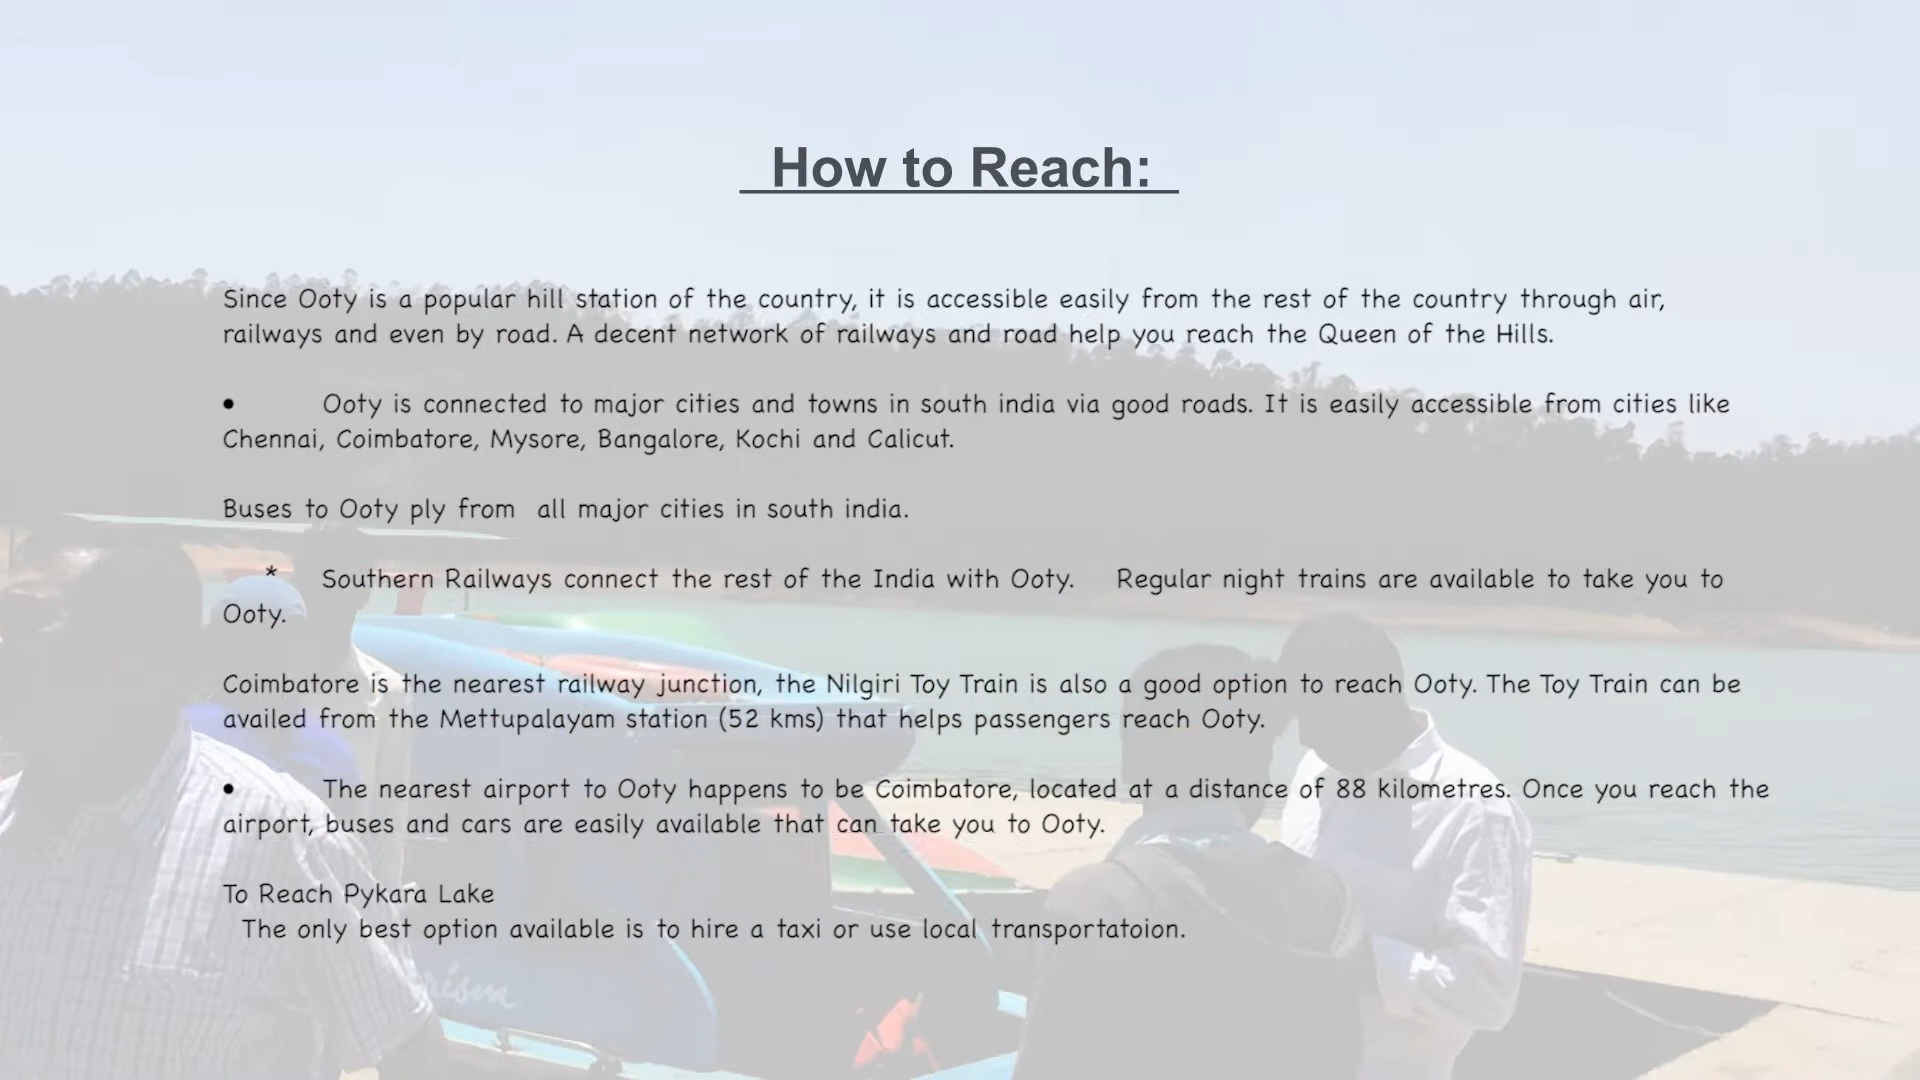 How to Reach:
Since Ooty is a popular hill station of the country, it is accessible easily from the rest of the country through air,
railways and even by road. A decent network of railways and road help you reach the Queen of the Hills.
• Ooty is connected to major cities and towns in south india via good roads. It is easily accessible from cities like
Chennai, Coimbatore, Mysore, Bangalore, Kochi and Calicut.
Buses to Ooty ply from  all major cities in south india.
* Southern Railways connect the rest of the India with Ooty.    Regular night trains are available to take you to
Ooty.
Coimbatore is the nearest railway junction, the Nilgiri Toy Train is also a good option to reach Ooty. The Toy Train can be
availed from the Mettupalayam station (52 kms) that helps passengers reach Ooty.
• The nearest airport to Ooty happens to be Coimbatore, located at a distance of 88 kilometres. Once you reach the
airport, buses and cars are easily available that can take you to Ooty.
To Reach Pykara Lake
The only best option available is to hire a taxi or use local transportatoion.